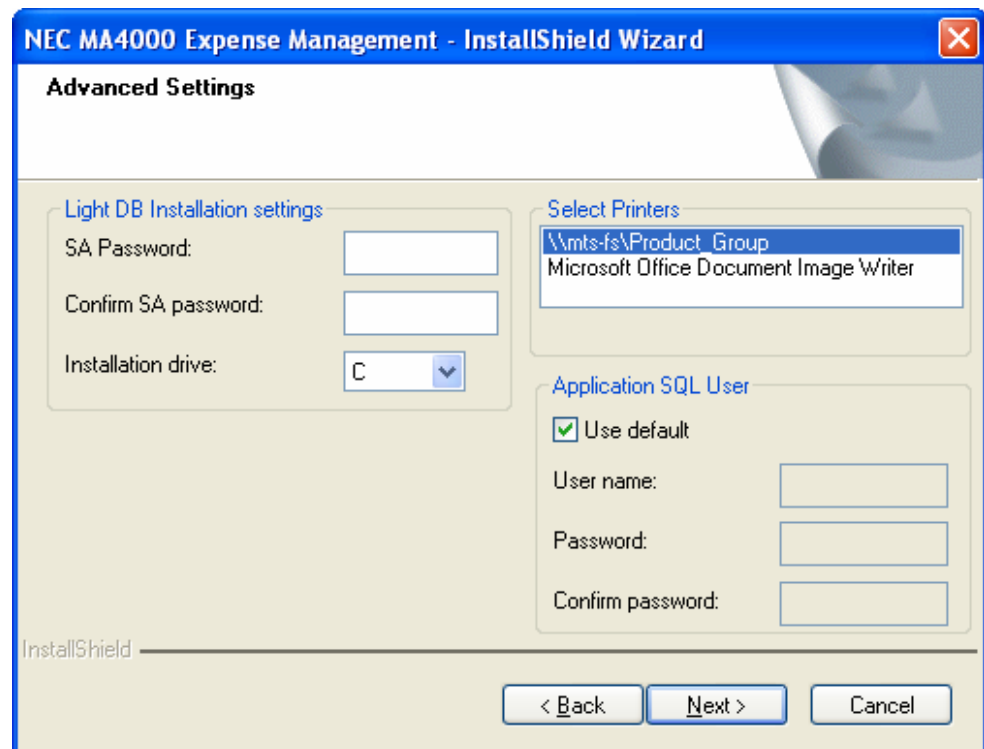 NEC MA4000 Expense Management - InstallShield Wizard
Advanced Settings
Light DB Installation settings
SA Password:
Confirm SA password:
Installation drive:
C
Select Printers
\\mts-fs\Product_Group
Microsoft Office Document Image Writer
Application SQL User
Use default
User name:
Password:
Confirm password:
InstallShield
< Back
Next >
Cancel